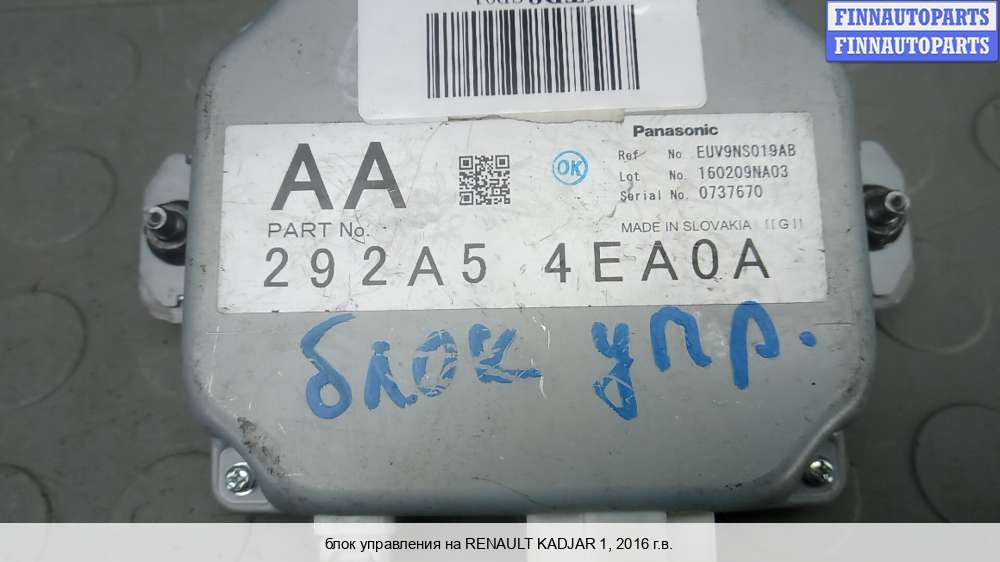 FINNAUTOPARTS
FINNAUTOPARTS
Panasonic
AA
OK
Ref No EUV9NS019AB
Lot No. 160209NA03
Serial No. 0737670
PART No.
MADE IN SLOVAKIA [[G]]
292A5 4EA0A
блок упр.
блок управления на RENAULT KADJAR 1, 2016 г.в.